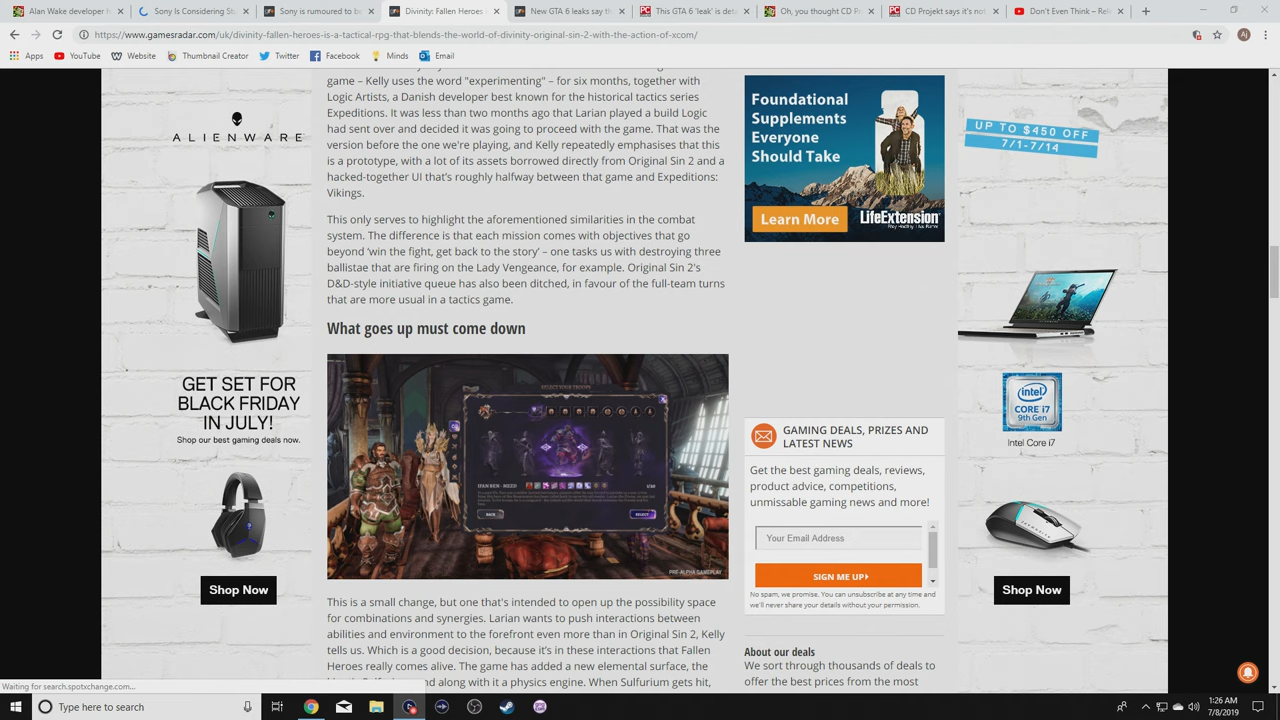 Alan Wake developer h
Sony Is Considering Sh
Sony is rumoured to be
Divinity: Fallen Heroes
New GTA 6 leaks say th
This GTA 6 'leak' is det
Oh, you thought CD Pr
CD Projekt says it's not
Don't Even Think – Rel
https://www.gamesradar.com/uk/divinity-fallen-heroes-is-a-tactical-rpg-that-blends-the-world-of-divinity-original-sin-2-with-the-action-of-xcom/
Aj
Apps
YouTube
Website
Thumbnail Creator
Twitter
Facebook
Minds
Email
ALIENWARE
GET SET FOR
BLACK FRIDAY
IN JULY!
Shop our best gaming deals now.
Shop Now
game – Kelly uses the word "experimenting" – for six months, together with
Logic Artists, a Danish developer best known for the historical tactics series
Expeditions. It was less than two months ago that Larian played a build Logic
had sent over and decided it was going to proceed with the game. That was the
version before the one we're playing, and Kelly repeatedly emphasises that this
is a prototype, with a lot of its assets borrowed directly from Original Sin 2 and a
hacked-together UI that's roughly halfway between that game and Expeditions:
Vikings.
This only serves to highlight the aforementioned similarities in the combat
system. The difference is that each mission comes with objectives that go
beyond 'win the fight, get back to the story' – one tasks us with destroying three
ballistae that are firing on the Lady Vengeance, for example. Original Sin 2's
D&D-style initiative queue has also been ditched, in favour of the full-team turns
that are more usual in a tactics game.
What goes up must come down
SELECT YOUR TROOPS
BACK
SELECT
PRE-ALPHA GAMEPLAY
This is a small change, but one that's intended to open up the possibility space
for combinations and synergies. Larian wants to push interactions between
abilities and environment to the forefront even more than in Original Sin 2, Kelly
tells us. Which is a good decision, because it's in these interactions that Fallen
Heroes really comes alive. The game has added a new elemental surface, the
nd along with it a physics engine. When Sulfurium gets hit,
Foundational
Supplements
Everyone
Should Take
Learn More
LifeExtension
GAMING DEALS, PRIZES AND
LATEST NEWS
Get the best gaming deals, reviews,
product advice, competitions,
unmissable gaming news and more!
Your Email Address
SIGN ME UP
No spam, we promise. You can unsubscribe at any time and
we'll never share your details without your permission.
About our deals
We sort through thousands of deals to
offer the best prices from the most
UP TO $450 OFF
7/1-7/14
intel
CORE i7
9th Gen
Intel Core i7
Shop Now
Waiting for search.spotxchange.com...
Type here to search
1:26 AM
7/8/2019